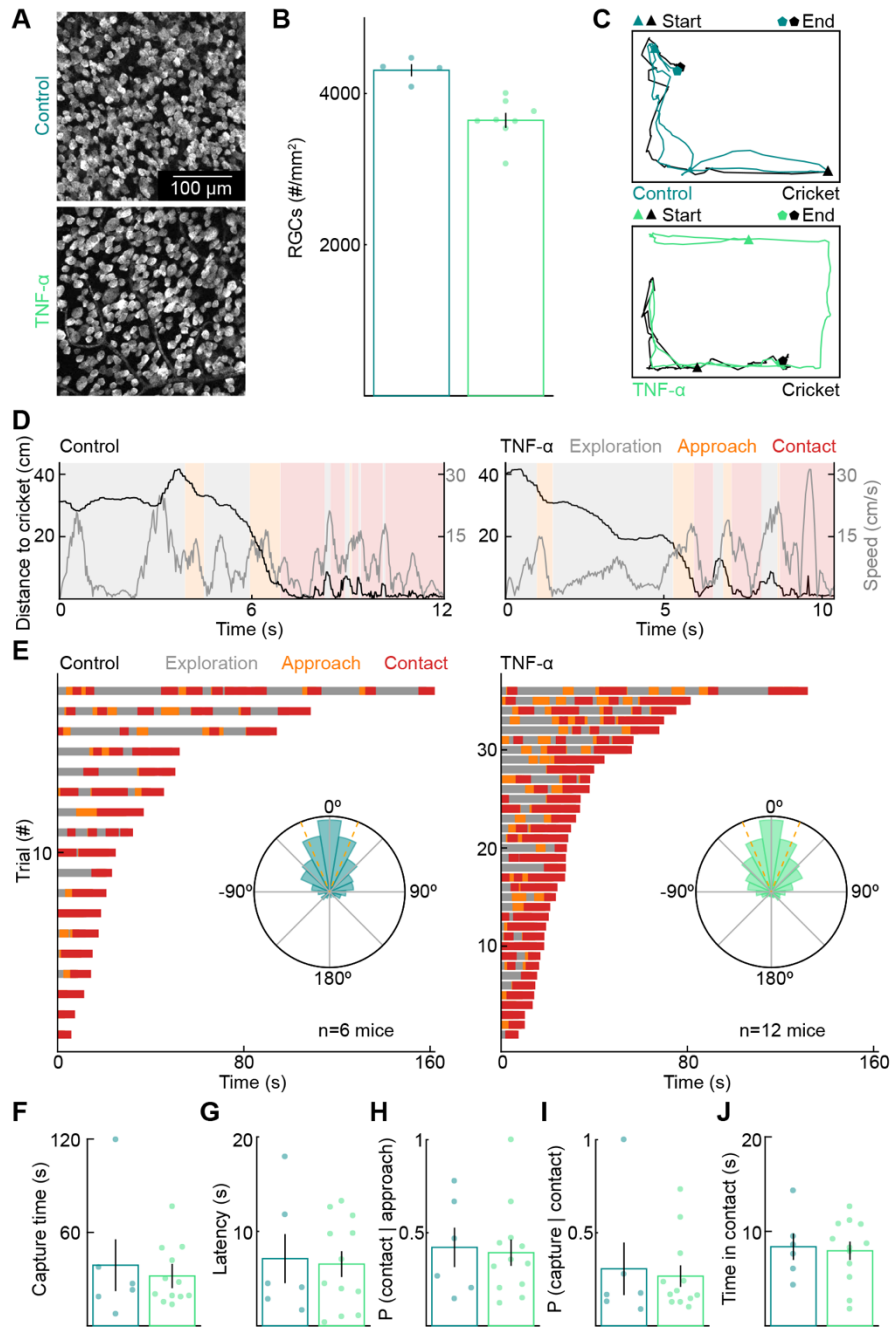 A
Control
100 µm
TNF-α
B
RGCs (#/mm²)
4000
2000
C
Start End
Control Cricket
Start End
TNF-α Cricket
D
Control
Distance to cricket (cm)
40
20
30
15
0 6 12
Time (s)
TNF-α Exploration Approach Contact
40
20
30
15
Speed (cm/s)
0 5 10
Time (s)
E
Control Exploration Approach Contact
Trial (#)
10
0º
-90º 90º
180º
n=6 mice
0 80 160
Time (s)
TNF-α
30
20
10
0º
-90º 90º
180º
n=12 mice
0 80 160
Time (s)
F
Capture time (s)
120
60
G
Latency (s)
20
10
H
P (contact | approach)
1
0.5
I
P (capture | contact)
1
0.5
J
Time in contact (s)
20
10